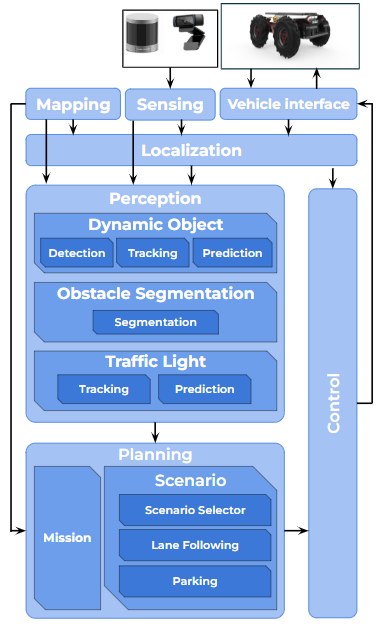 Mapping
Sensing
Vehicle interface
Localization
Perception
Dynamic Object
Detection
Tracking
Prediction
Obstacle Segmentation
Segmentation
Traffic Light
Tracking
Prediction
Control
Planning
Mission
Scenario
Scenario Selector
Lane Following
Parking